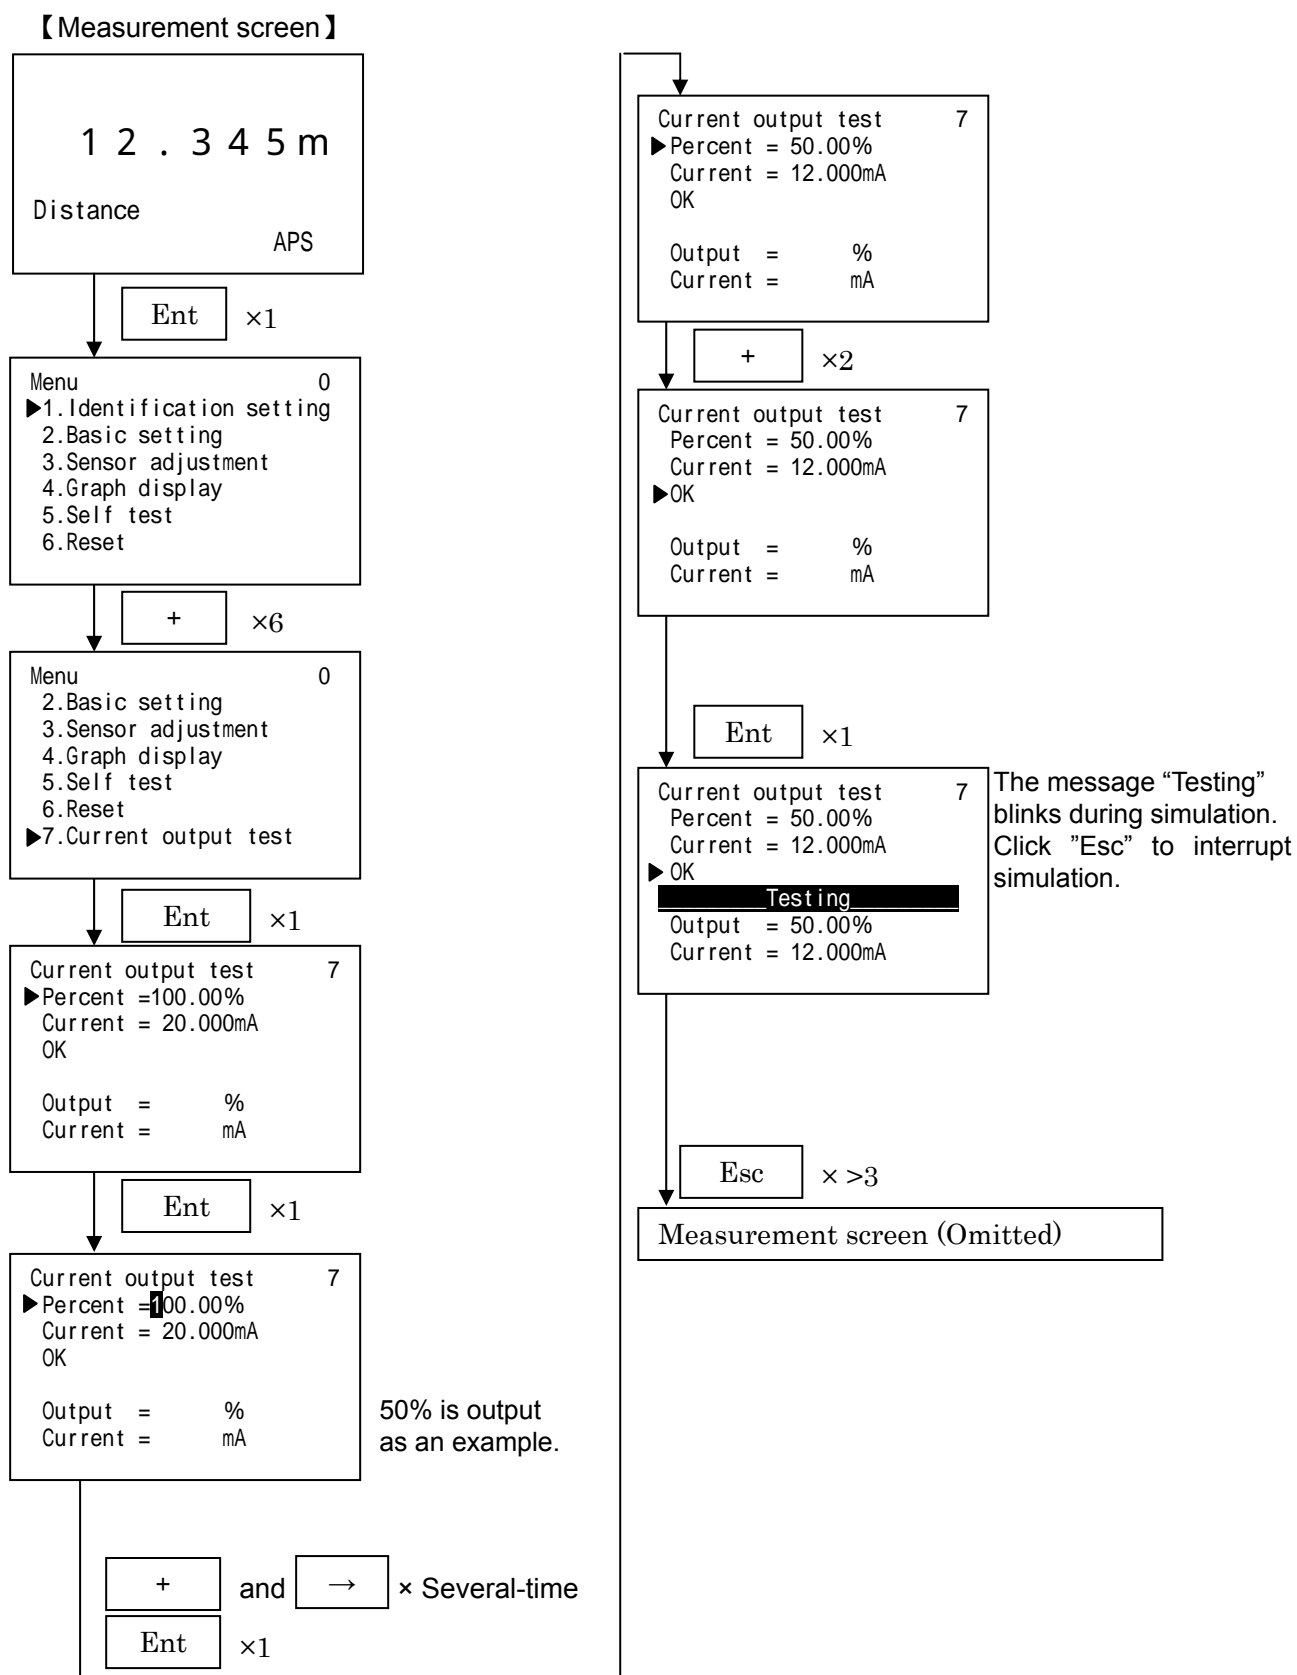 【Measurement screen】
1 2 . 3 4 5 m
Distance
APS
Ent ×1
Menu 0
▶1.Identification setting
2.Basic setting
3.Sensor adjustment
4.Graph display
5.Self test
6.Reset
+ ×6
Menu 0
2.Basic setting
3.Sensor adjustment
4.Graph display
5.Self test
6.Reset
▶7.Current output test
Ent ×1
Current output test 7
▶Percent =100.00%
Current = 20.000mA
OK
Output = %
Current = mA
Ent ×1
Current output test 7
▶Percent =100.00%
Current = 20.000mA
OK
Output = %
Current = mA
50% is output
as an example.
+ and → × Several-time
Ent ×1
Current output test 7
▶Percent = 50.00%
Current = 12.000mA
OK
Output = %
Current = mA
+ ×2
Current output test 7
Percent = 50.00%
Current = 12.000mA
▶OK
Output = %
Current = mA
Ent ×1
Current output test 7
Percent = 50.00%
Current = 12.000mA
▶OK
Testing
Output = 50.00%
Current = 12.000mA
The message “Testing”
blinks during simulation.
Click ”Esc” to interrupt
simulation.
Esc × >3
Measurement screen (Omitted)